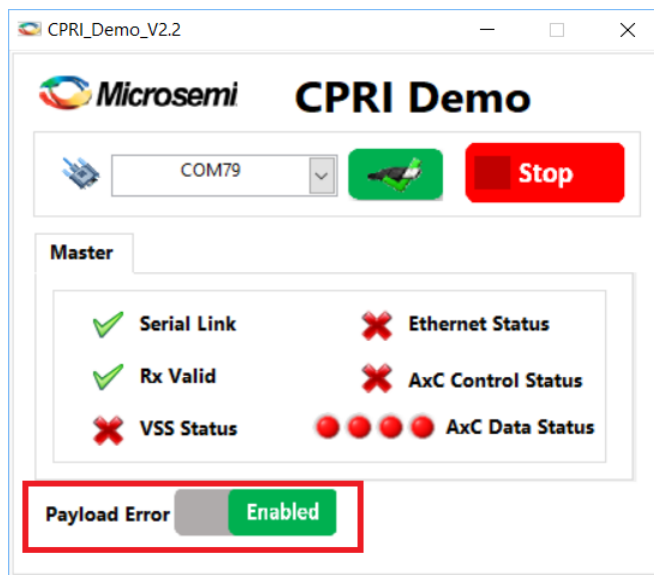 CPRI_Demo_V2.2
Microsemi
CPRI Demo
COM79
Stop
Master
Serial Link
Ethernet Status
Rx Valid
AxC Control Status
VSS Status
AxC Data Status
Payload Error
Enabled